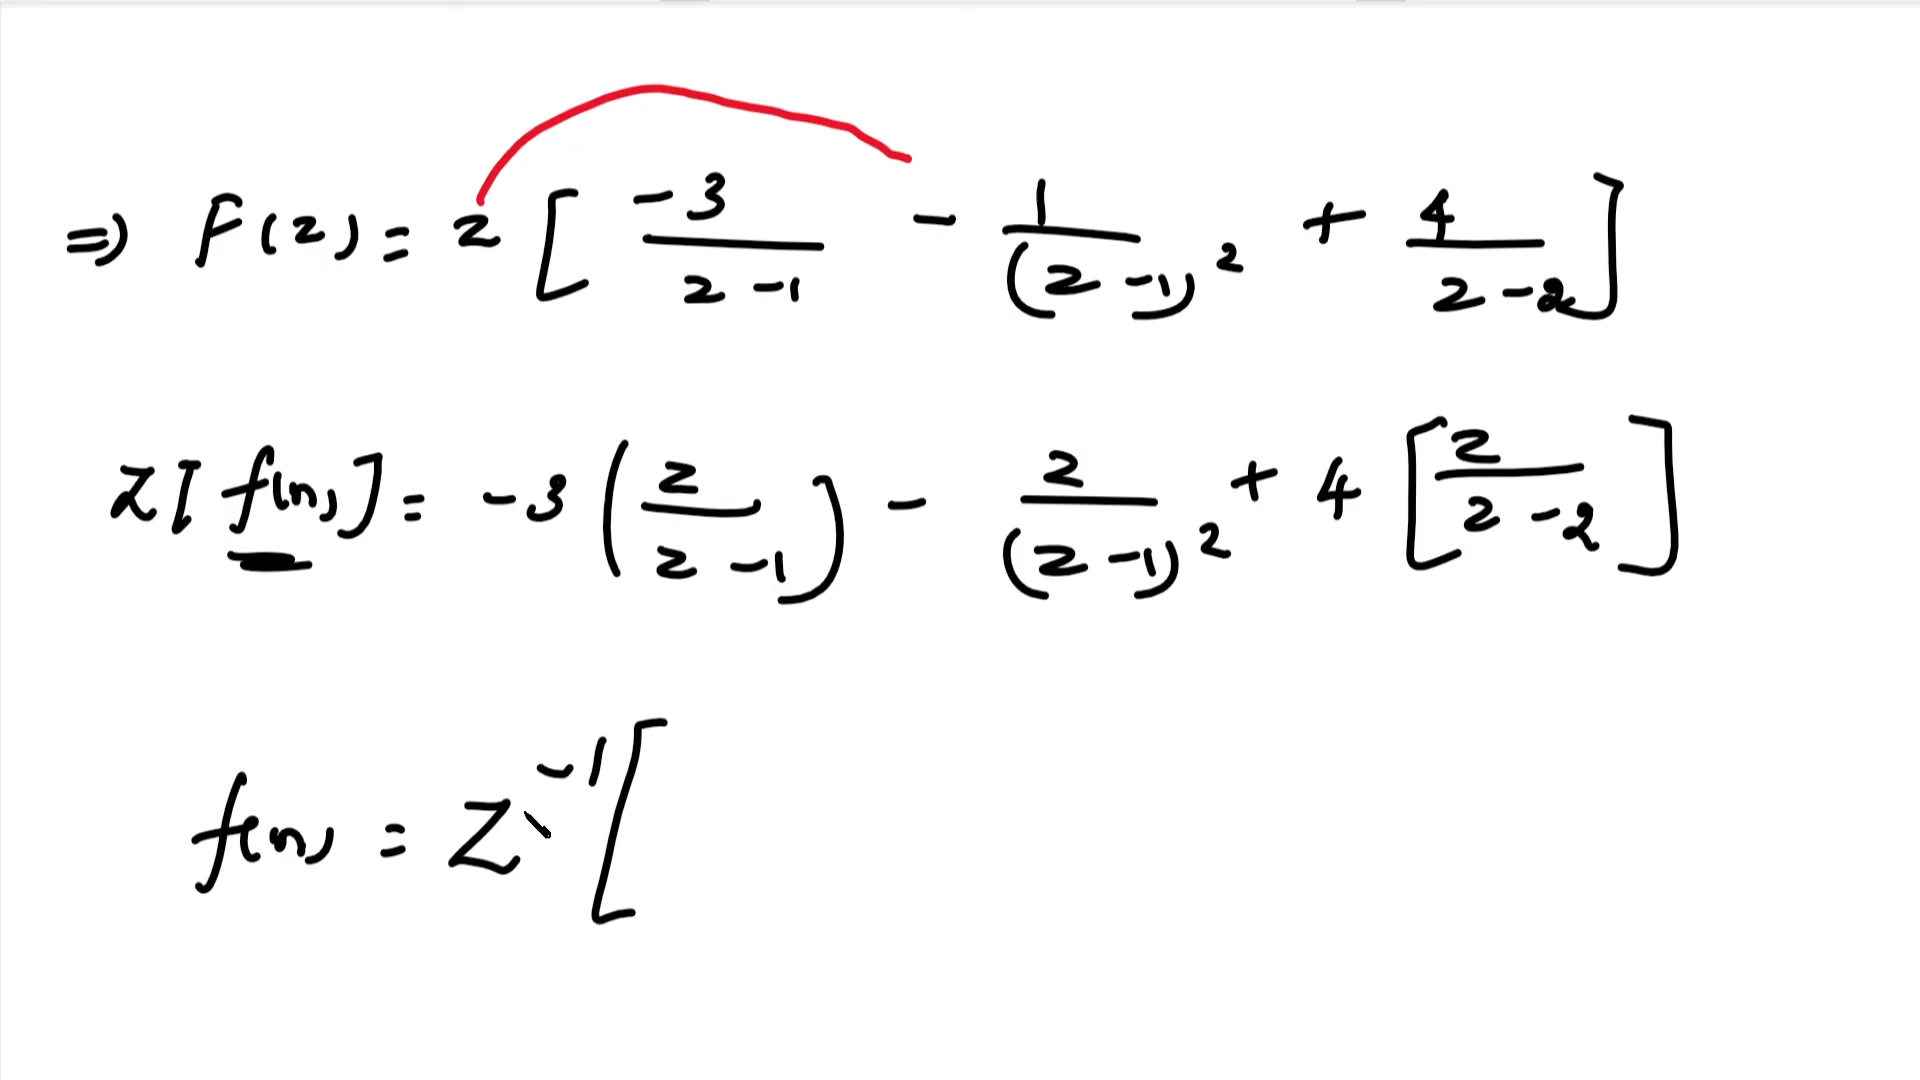 ⇒ F(z) = z [ -3/(z-1) - 1/(z-1)² + 4/(z-2) ]
Z[f(n)] = -3 ( z/(z-1) ) - z/(z-1)² + 4 [ z/(z-2) ]
f(n) = Z⁻¹ [